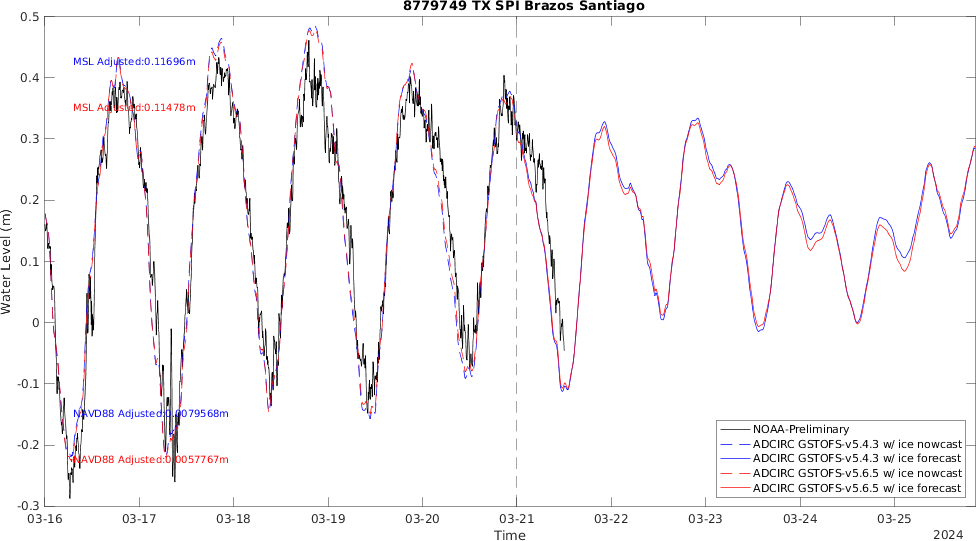 8779749 TX SPI Brazos Santiago
Water Level (m)
0.5
0.4
0.3
0.2
0.1
0
-0.1
-0.2
-0.3
MSL Adjusted:0.11696m
MSL Adjusted:0.11478m
NAVD88 Adjusted:0.0079568m
NAVD88 Adjusted:0.0057767m
NOAA-Preliminary
ADCIRC GSTOFS-v5.4.3 w/ ice nowcast
ADCIRC GSTOFS-v5.4.3 w/ ice forecast
ADCIRC GSTOFS-v5.6.5 w/ ice nowcast
ADCIRC GSTOFS-v5.6.5 w/ ice forecast
03-16 03-17 03-18 03-19 03-20 03-21 03-22 03-23 03-24 03-25
Time
2024